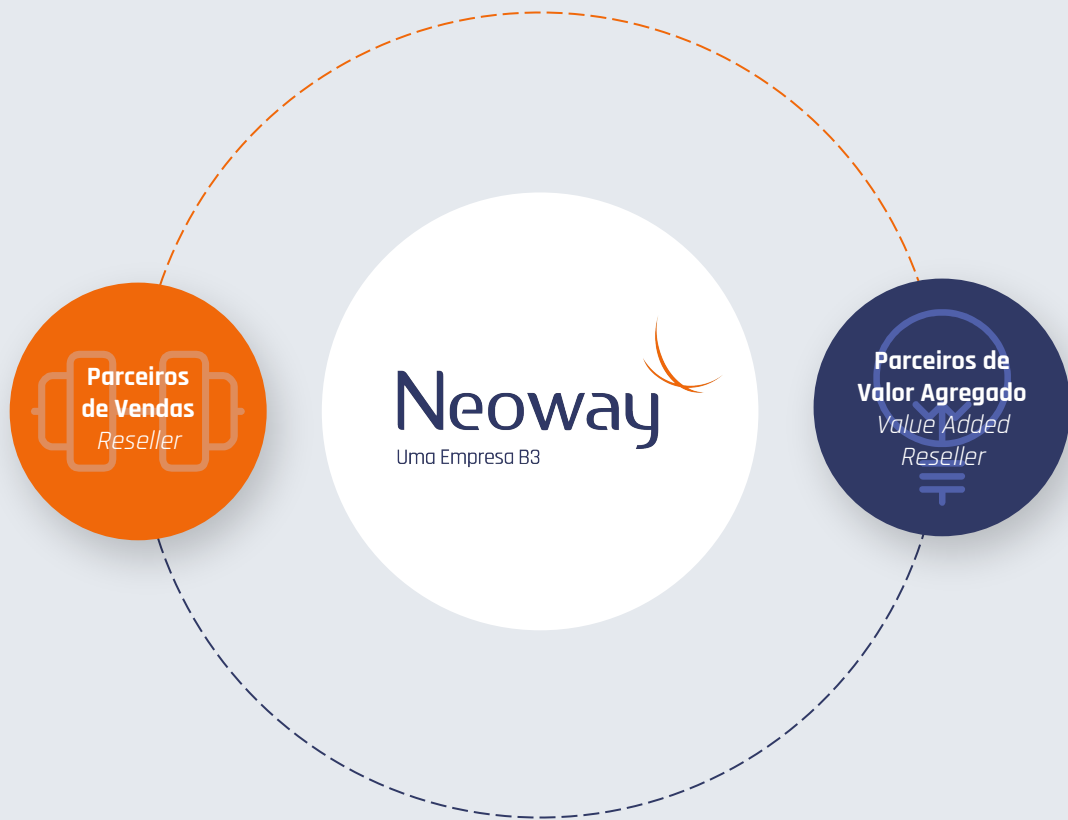 Parceiros
de Vendas
Reseller
Neoway
Uma Empresa B3
Parceiros de
Valor Agregado
Value Added
Reseller